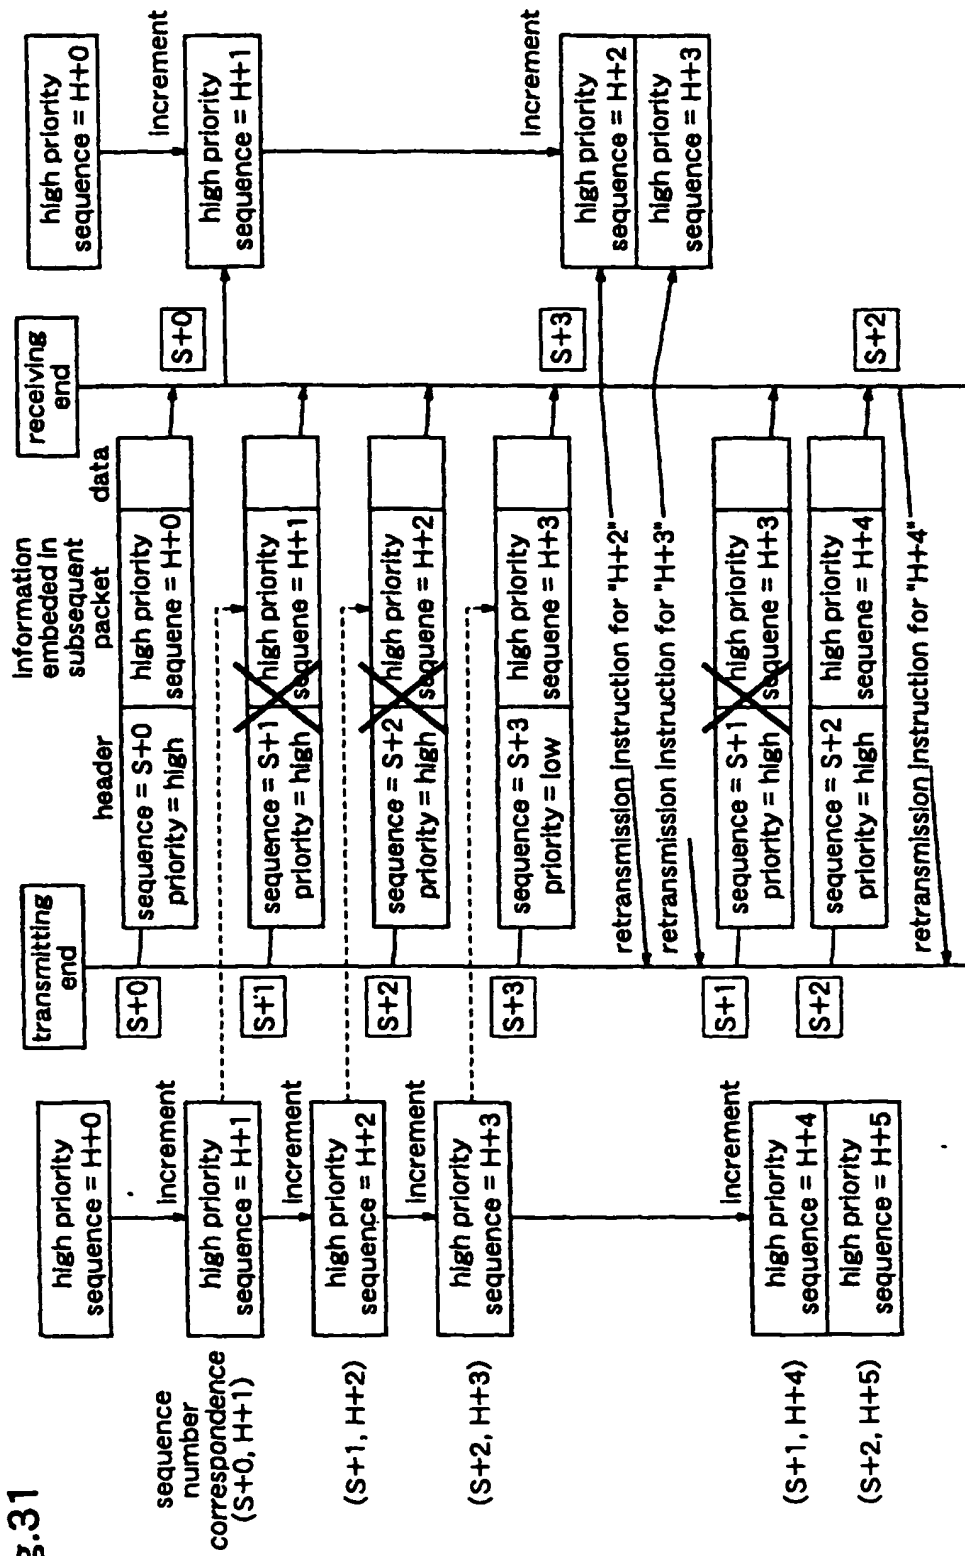 g.31
high priority
sequence = H+0
transmitting
end
header
Information
embeded in
subsequent
packet
data
receiving
end
high priority
sequence = H+0
S+0
sequence = S+0
priority = high
high priority
sequene = H+0
S+0
sequence
number
correspondence
(S+0, H+1)
increment
high priority
sequence = H+1
increment
high priority
sequence = H+1
S+1
sequence = S+1
priority = high
high priority
sequene = H+1
(S+1, H+2)
increment
high priority
sequence = H+2
S+2
sequence = S+2
priority = high
high priority
sequene = H+2
(S+2, H+3)
increment
high priority
sequence = H+3
S+3
sequence = S+3
priority = low
high priority
sequene = H+3
S+3
increment
high priority
sequence = H+2
high priority
sequence = H+3
retransmission instruction for "H+2"
retransmission instruction for "H+3"
(S+1, H+4)
increment
high priority
sequence = H+4
S+1
sequence = S+1
priority = high
high priority
sequene = H+3
(S+2, H+5)
high priority
sequence = H+5
S+2
sequence = S+2
priority = high
high priority
sequene = H+4
S+2
retransmission instruction for "H+4"